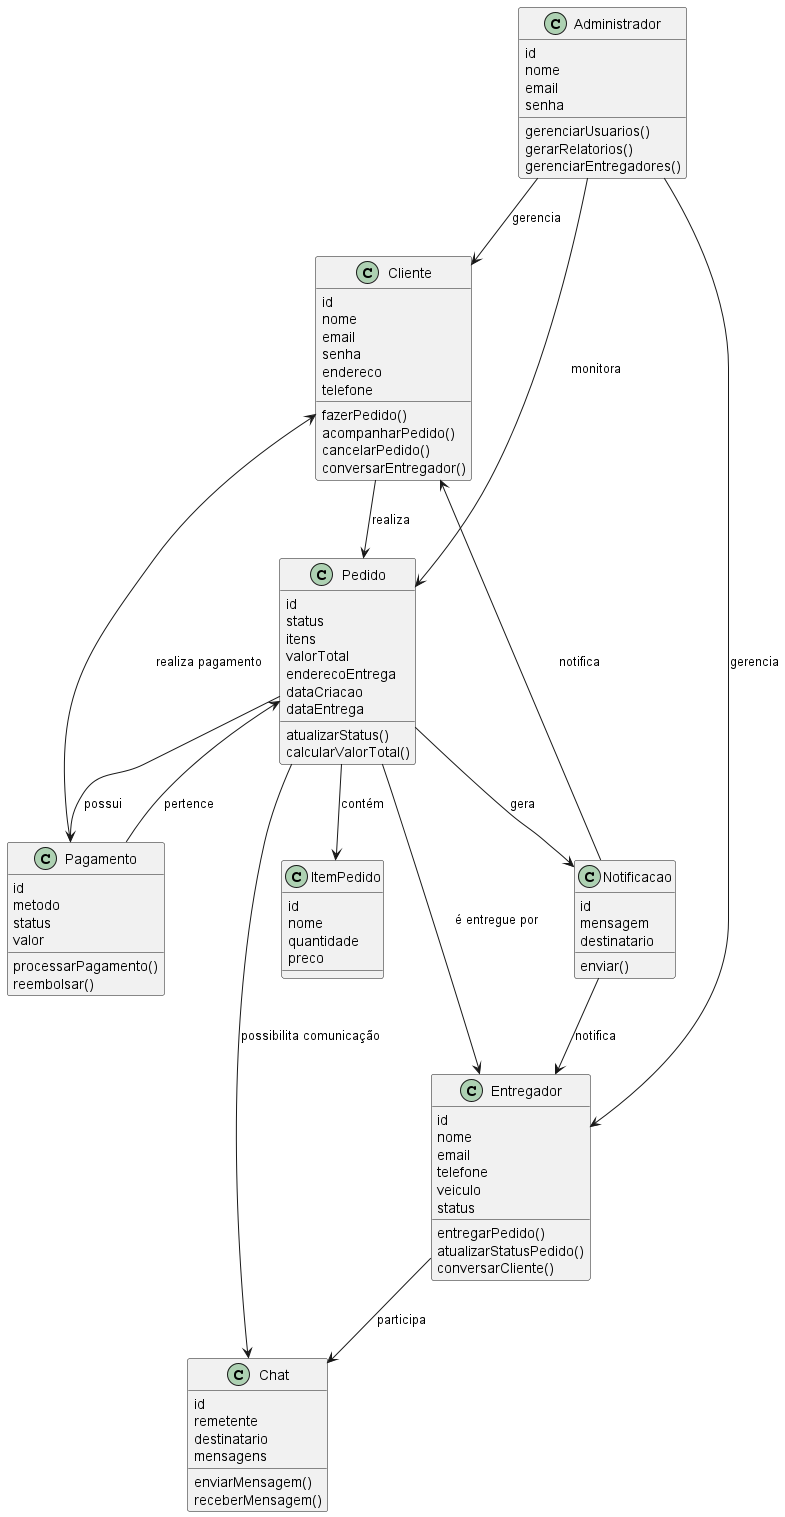 C Administrador
id
nome
email
senha
gerenciarUsuarios()
gerarRelatorios()
gerenciarEntregadores()
gerencia
C Cliente
id
nome
email
senha
endereco
telefone
fazerPedido()
acompanharPedido()
cancelarPedido()
conversarEntregador()
monitora
realiza
C Pedido
id
status
itens
valorTotal
enderecoEntrega
dataCriacao
dataEntrega
atualizarStatus()
calcularValorTotal()
realiza pagamento
notifica
gerencia
possui
pertence
contém
gera
C Pagamento
id
metodo
status
valor
processarPagamento()
reembolsar()
C ItemPedido
id
nome
quantidade
preco
é entregue por
C Notificacao
id
mensagem
destinatario
enviar()
possibilita comunicação
notifica
C Entregador
id
nome
email
telefone
veiculo
status
entregarPedido()
atualizarStatusPedido()
conversarCliente()
participa
C Chat
id
remetente
destinatario
mensagens
enviarMensagem()
receberMensagem()